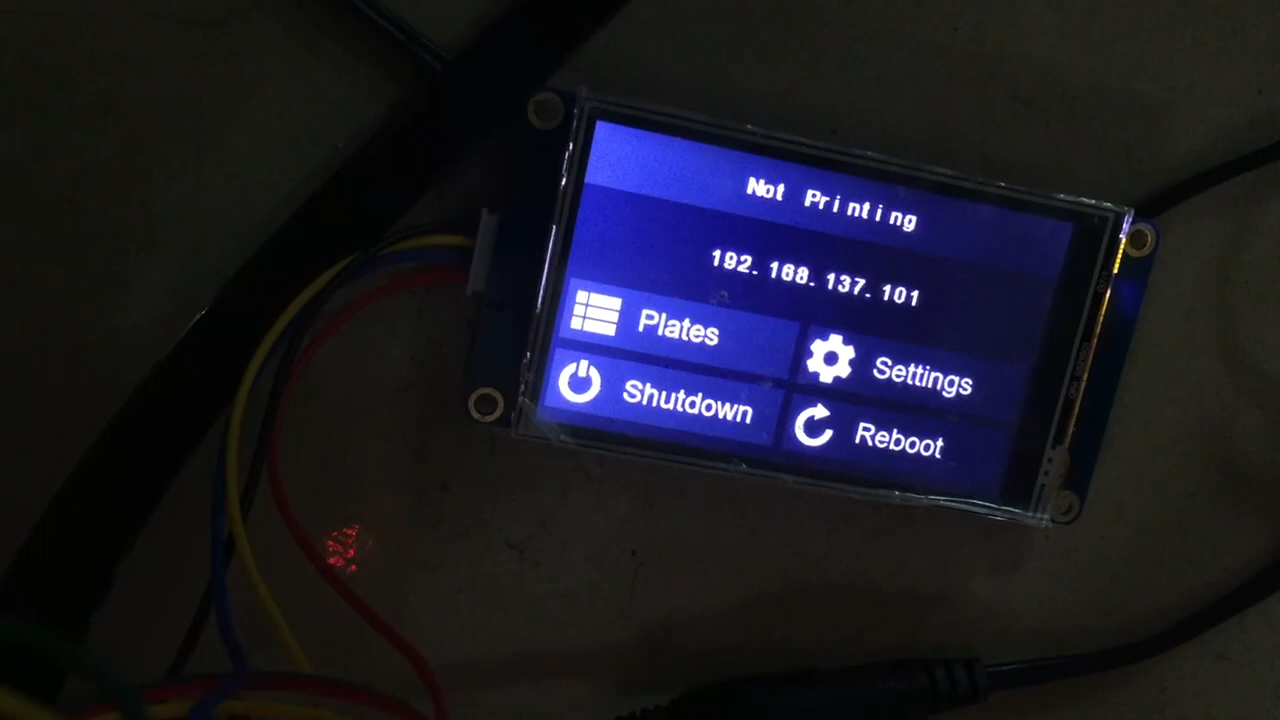 Not Printing
192.168.137.101
Plates
Settings
Shutdown
Reboot